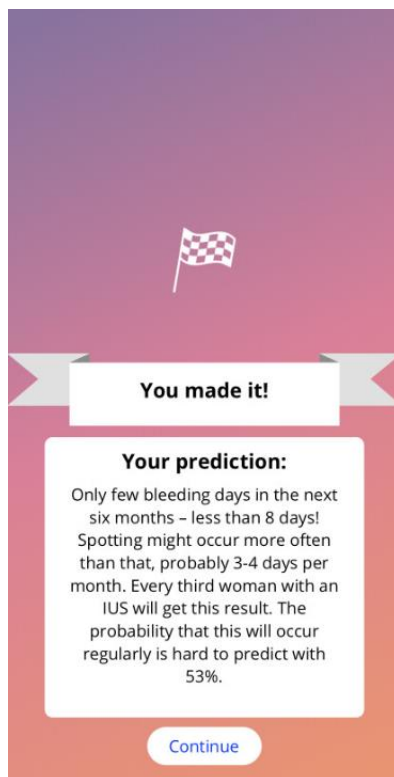 You made it!
Your prediction:
Only few bleeding days in the next
six months – less than 8 days!
Spotting might occur more often
than that, probably 3-4 days per
month. Every third woman with an
IUS will get this result. The
probability that this will occur
regularly is hard to predict with
53%.
Continue